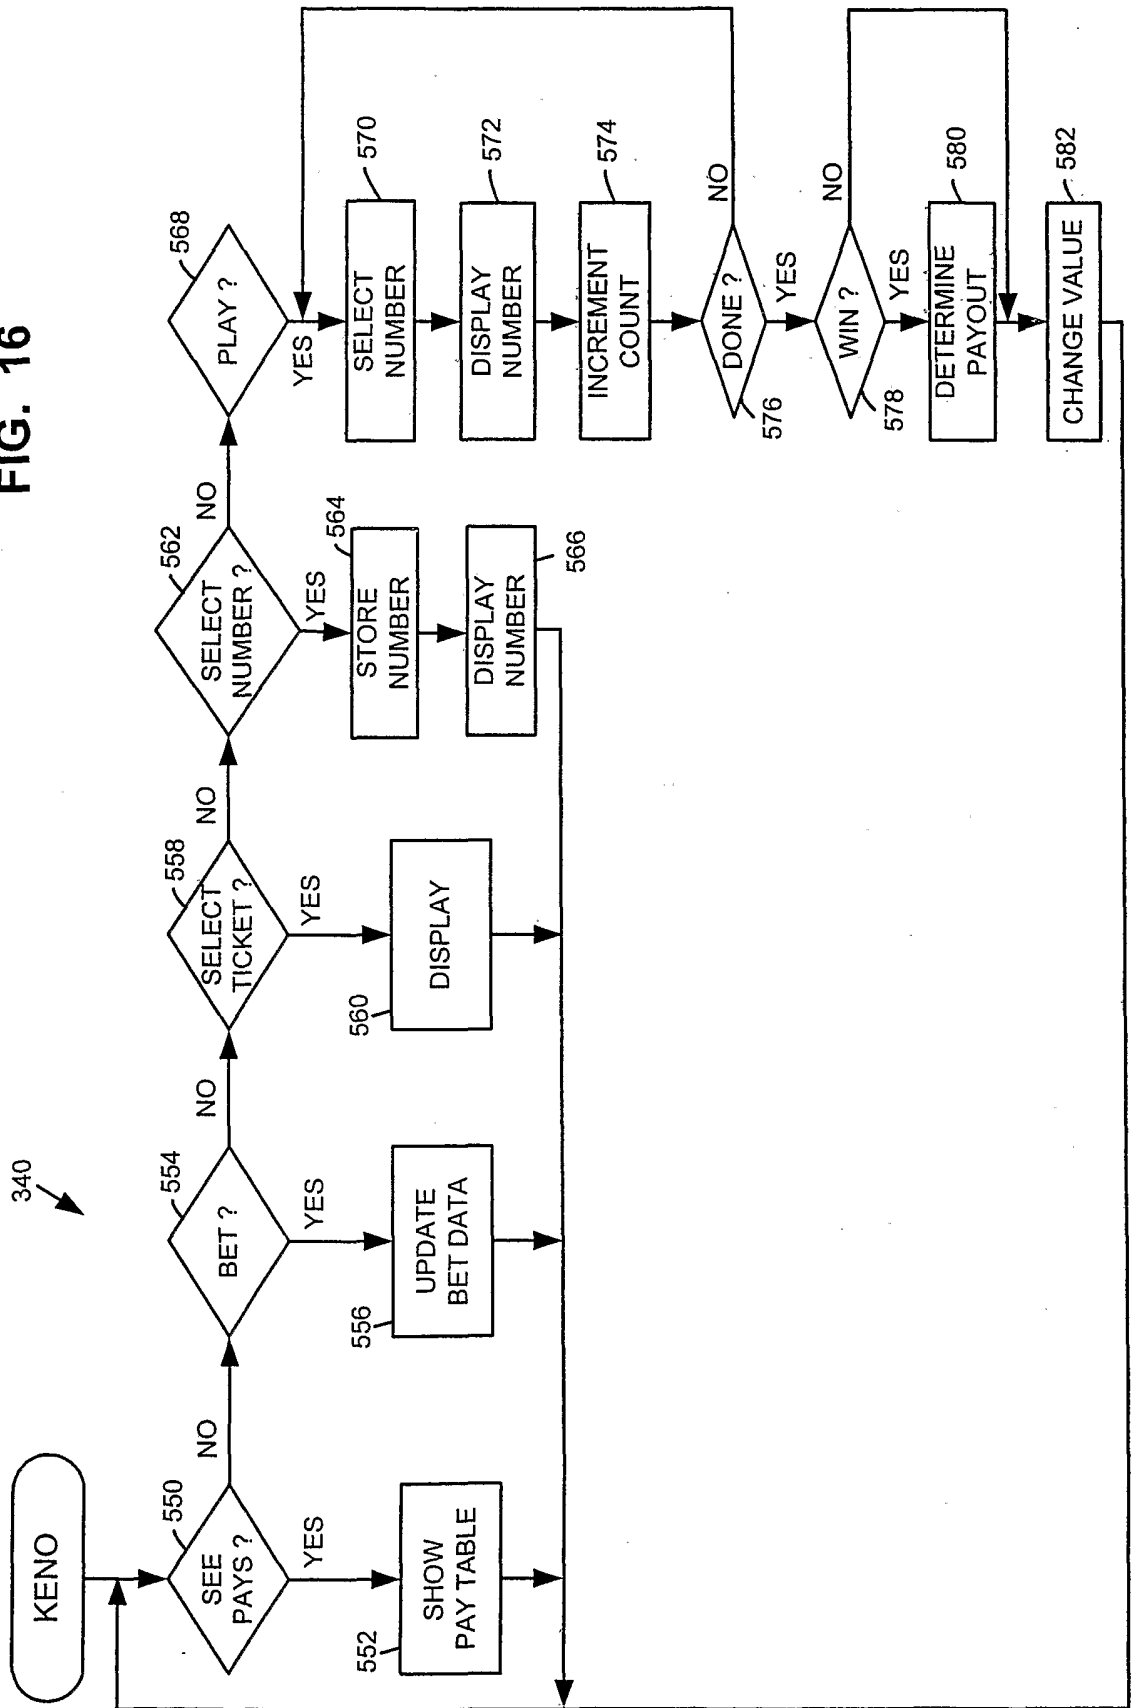 FIG. 16
340
KENO
SEE
PAYS ?
550
NO
YES
SHOW
PAY TABLE
552
BET ?
554
NO
YES
UPDATE
BET DATA
556
SELECT
TICKET ?
558
NO
YES
DISPLAY
560
SELECT
NUMBER ?
562
NO
YES
STORE
NUMBER
564
DISPLAY
NUMBER
566
PLAY ?
568
YES
SELECT
NUMBER
570
DISPLAY
NUMBER
572
INCREMENT
COUNT
574
DONE ?
576
NO
YES
WIN ?
578
NO
YES
DETERMINE
PAYOUT
580
CHANGE VALUE
582